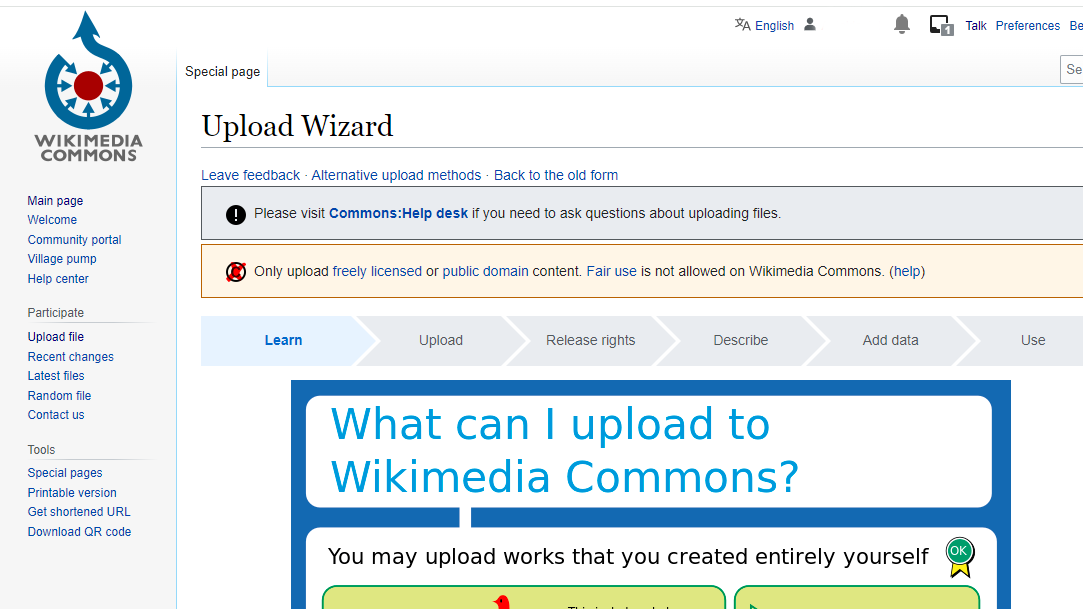 English
1
Talk Preferences Be
WIKIMEDIA
COMMONS
Special page
Se
Upload Wizard
Leave feedback · Alternative upload methods · Back to the old form
Please visit Commons:Help desk if you need to ask questions about uploading files.
Only upload freely licensed or public domain content. Fair use is not allowed on Wikimedia Commons. (help)
Main page
Welcome
Community portal
Village pump
Help center
Participate
Upload file
Recent changes
Latest files
Random file
Contact us
Tools
Special pages
Printable version
Get shortened URL
Download QR code
Learn
Upload
Release rights
Describe
Add data
Use
What can I upload to
Wikimedia Commons?
You may upload works that you created entirely yourself
OK